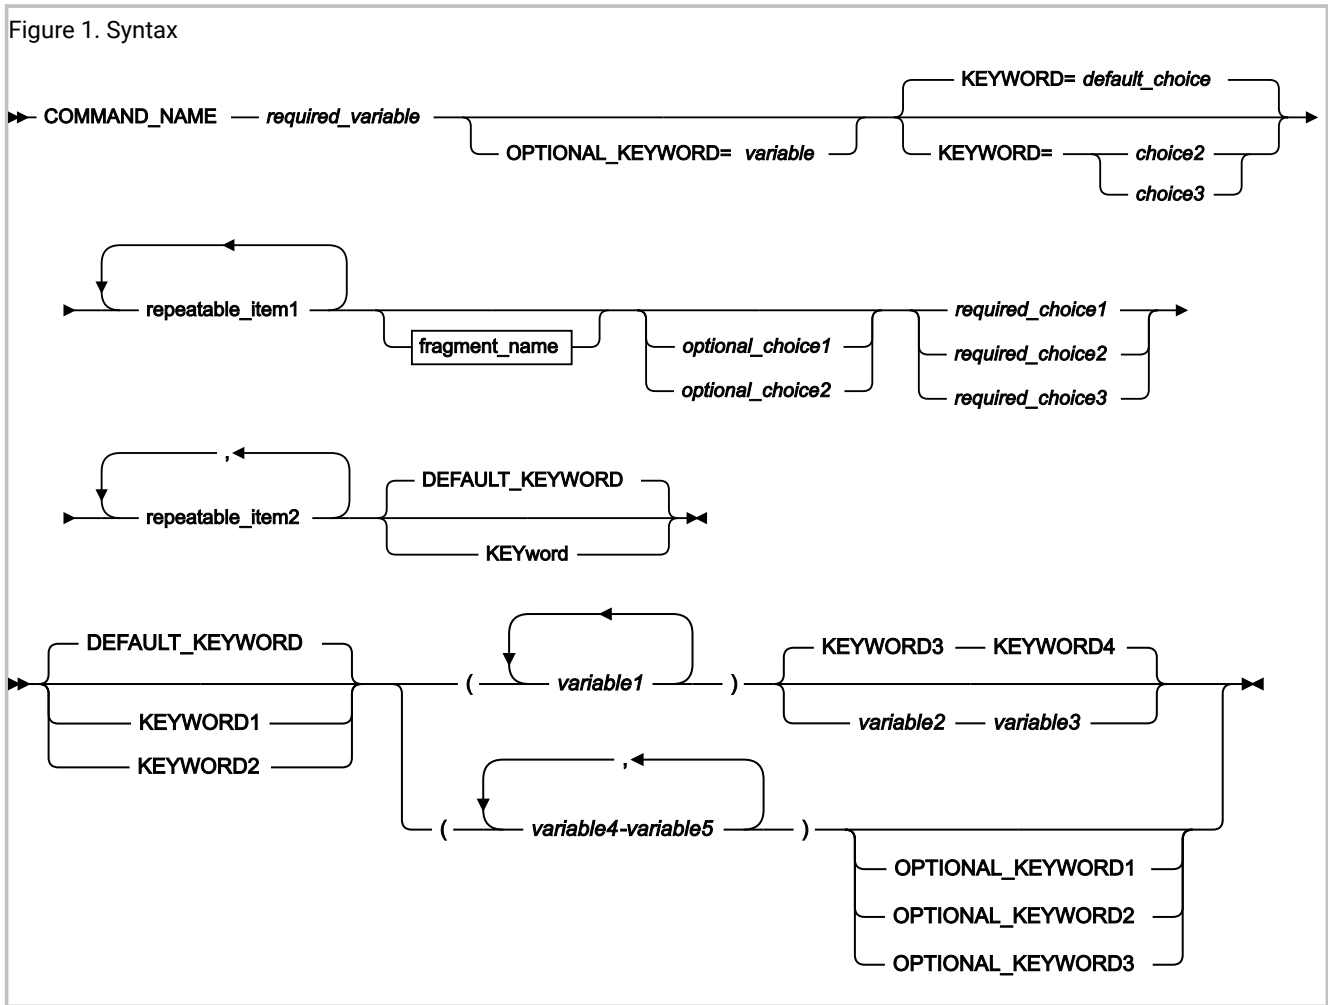 Figure 1. Syntax
KEYWORD= default_choice
COMMAND_NAME required_variable
OPTIONAL_KEYWORD= variable KEYWORD= choice2
choice3
repeatable_item1 required_choice1
fragment_name optional_choice1 required_choice2
optional_choice2 required_choice3
,
DEFAULT_KEYWORD
repeatable_item2
KEYword
DEFAULT_KEYWORD KEYWORD3 KEYWORD4
( variable1 )
KEYWORD1 variable2 variable3
KEYWORD2
,
( variable4-variable5 )
OPTIONAL_KEYWORD1
OPTIONAL_KEYWORD2
OPTIONAL_KEYWORD3